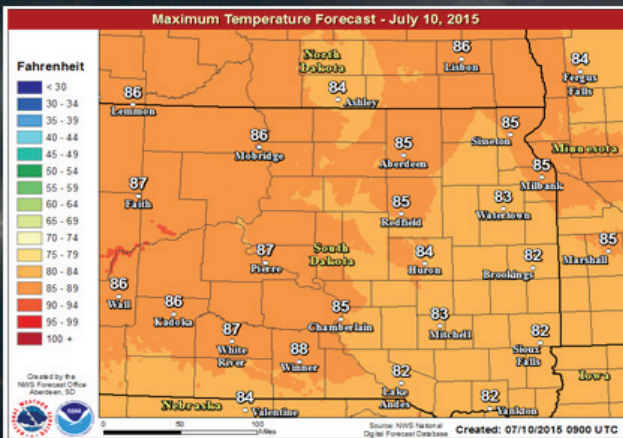 Maximum Temperature Forecast - July 10, 2015
Fahrenheit
< 30
30 - 34
35 - 39
40 - 44
45 - 49
50 - 54
55 - 59
60 - 64
65 - 69
70 - 74
75 - 79
80 - 84
85 - 89
90 - 94
95 - 99
100 +
Created by the
NWS Forecast Office
Aberdeen, SD
North
Dakota
86
Lisbon
84
Fergus
Falls
86
Lemmon
84
Ashley
86
Mobridge
85
Aberdeen
85
Sisseton
Minnesota
85
Milbank
87
Faith
85
Redfield
83
Watertown
South
Dakota
87
Pierre
84
Huron
82
Brookings
85
Marshall
86
Wall
86
Kadoka
85
Chamberlain
83
Mitchell
87
White
River
88
Winner
82
Sioux
Falls
82
Lake
Andes
Iowa
Nebraska
84
Valentine
82
Yankton
0
50
100
Miles
Source: NWS National
Digital Forecast Database
Created: 07/10/2015 0900 UTC